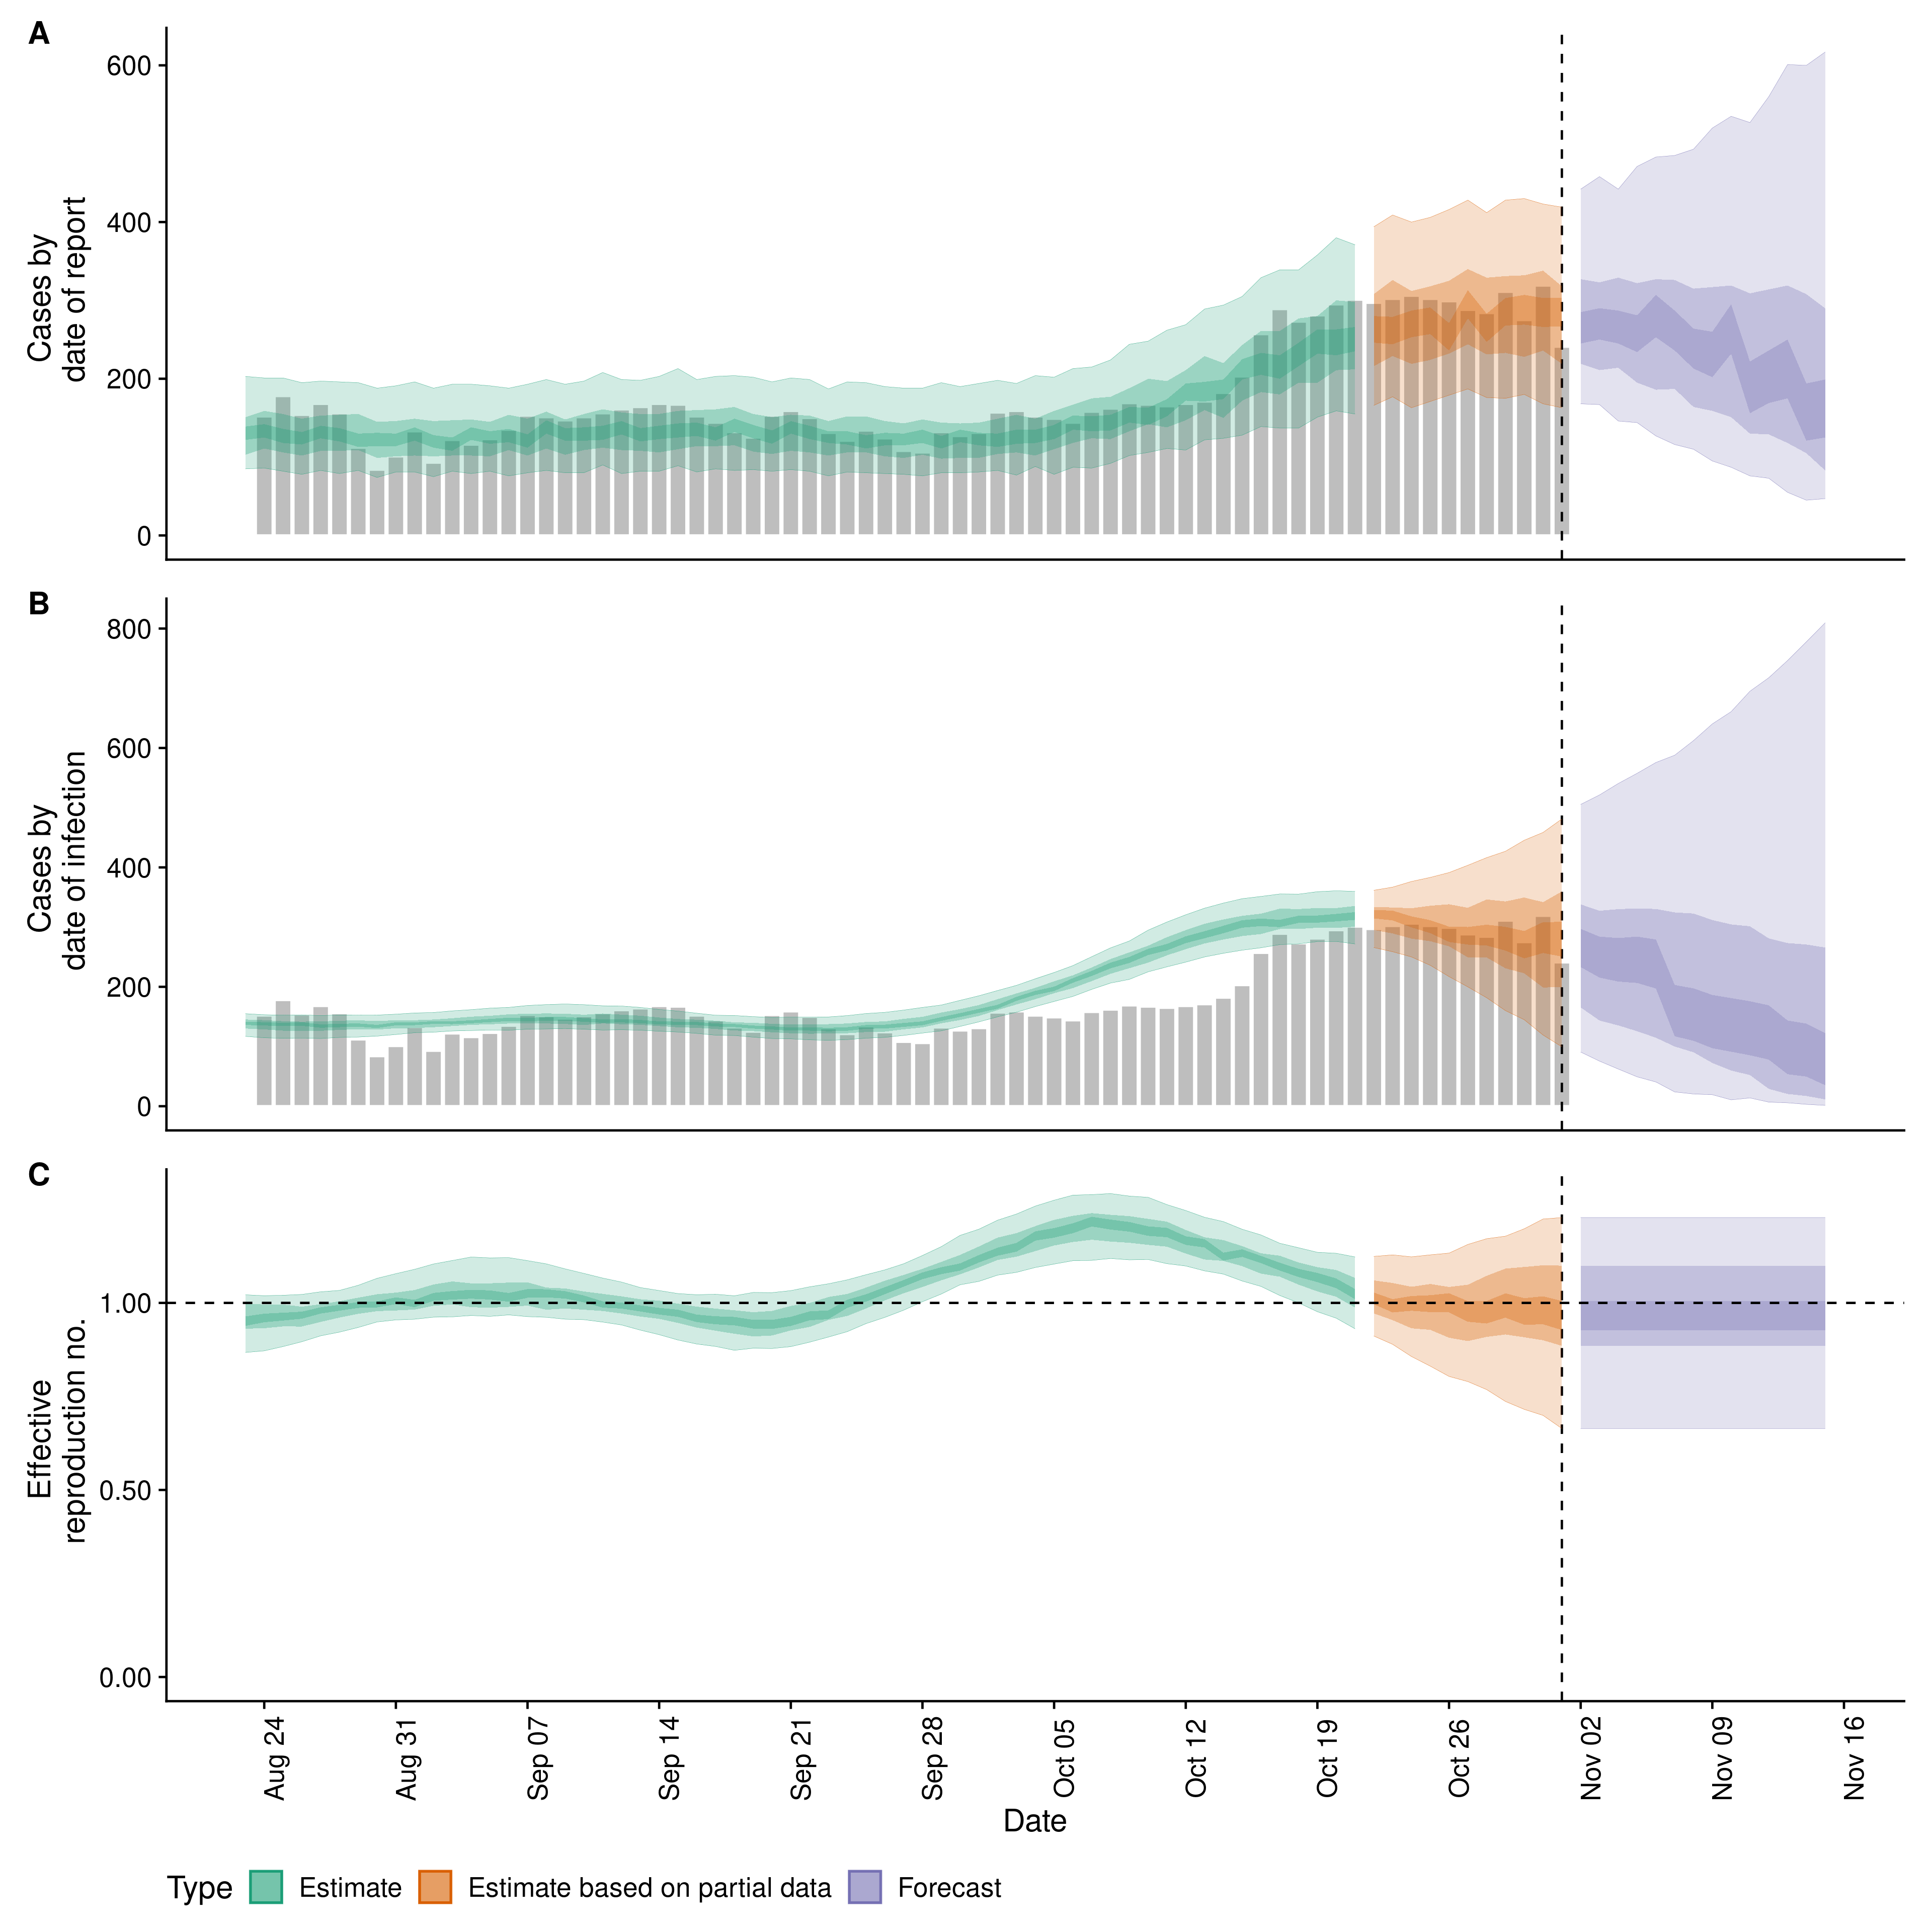 A
600
400
200
0
Cases by
date of report
B
800
600
400
200
0
Cases by
date of infection
C
1.00
0.50
0.00
Effective
reproduction no.
Aug 24
Aug 31
Sep 07
Sep 14
Sep 21
Sep 28
Oct 05
Oct 12
Oct 19
Oct 26
Nov 02
Nov 09
Nov 16
Date
Type Estimate Estimate based on partial data Forecast